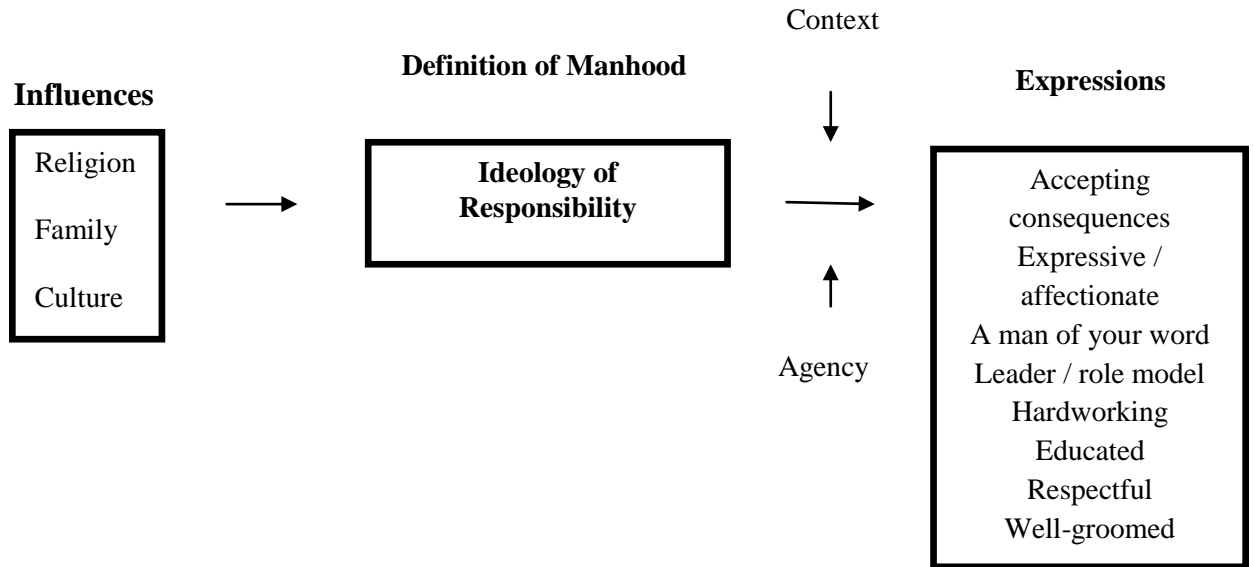 Influences
Religion
Family
Culture
Definition of Manhood
Ideology of
Responsibility
Context
Agency
Expressions
Accepting
consequences
Expressive /
affectionate
A man of your word
Leader / role model
Hardworking
Educated
Respectful
Well-groomed